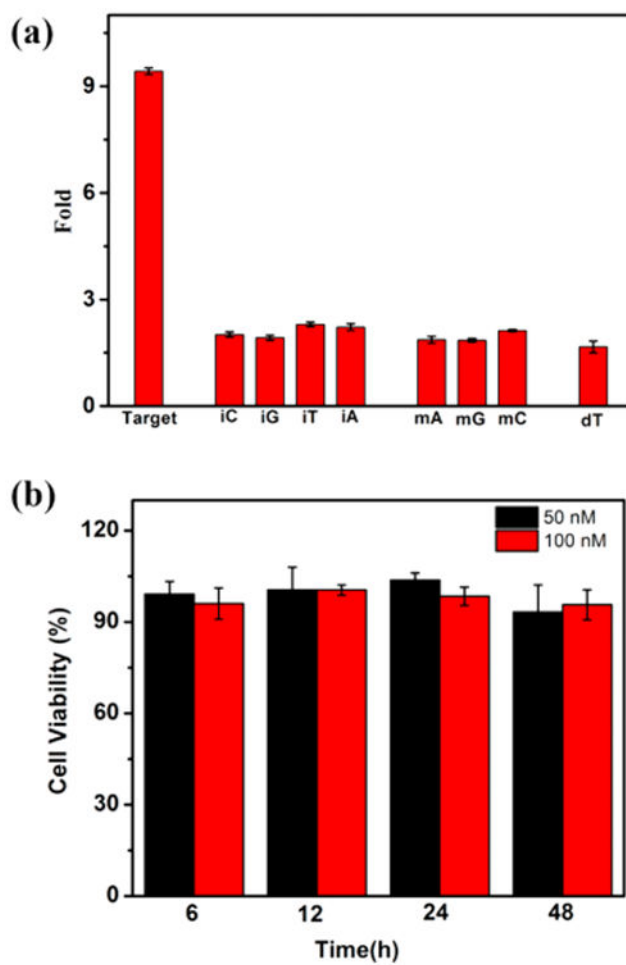 (a)
Fold
9
6
3
0
Target iC iG iT iA mA mG mC dT
(b)
Cell Viability (%)
120
90
60
30
0
50 nM
100 nM
6 12 24 48
Time(h)